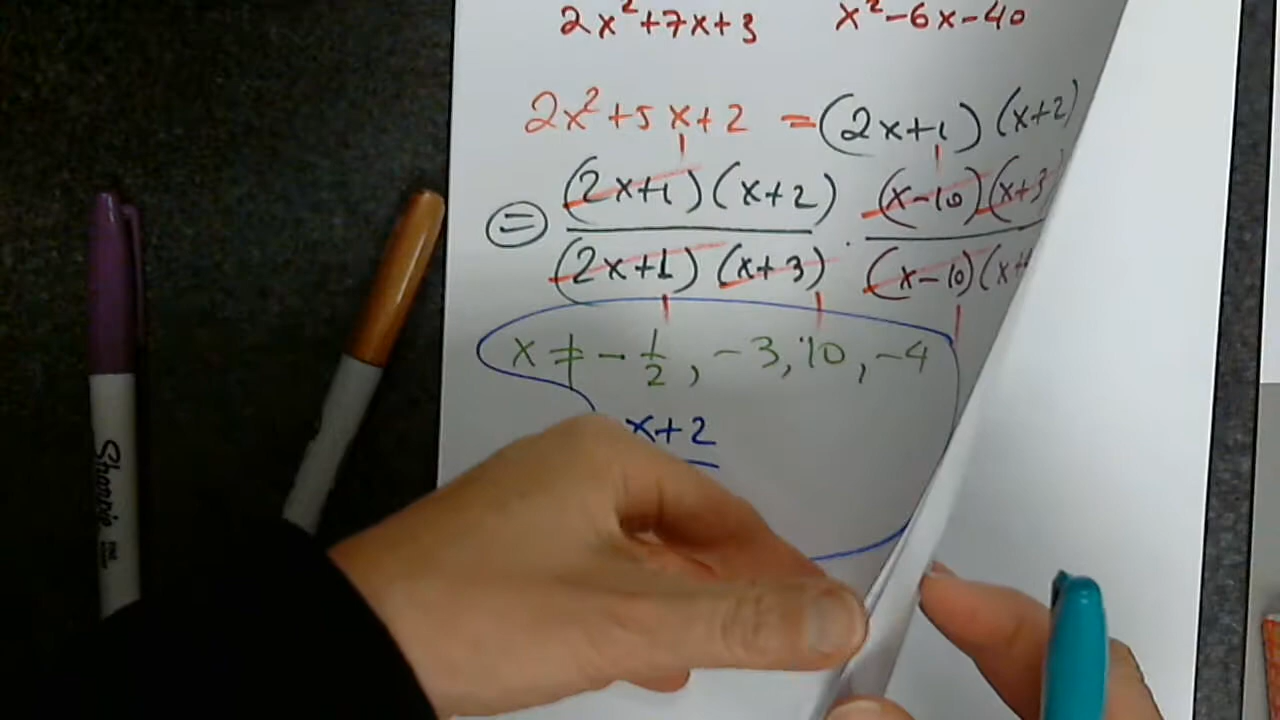 2x²+7x+3 x²-6x-40
2x²+5x+2 =(2x+1)(x+2)
= (2x+1)(x+2) · (x-10)(x+3
(2x+1)(x+3) (x-10)(x+
x ≠ - 1/2, -3, 10, -4
x+2
Sharpie